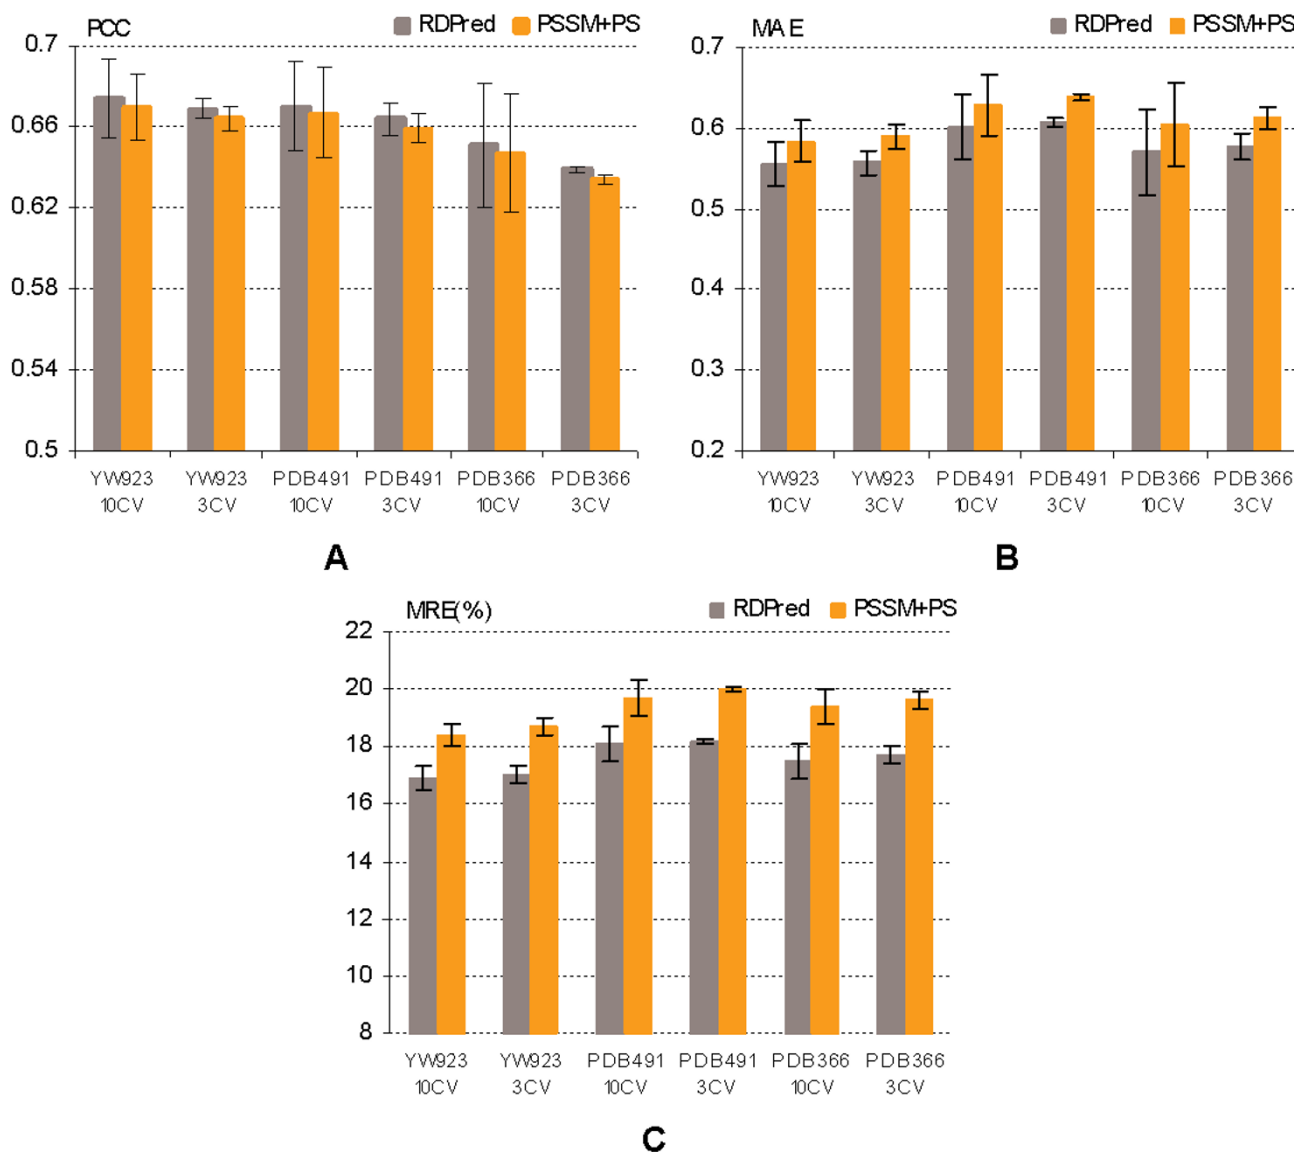 PCC RDPred PSSM+PS
0.7
0.66
0.62
0.58
0.54
0.5
YW923 YW923 PDB491 PDB491 PDB366 PDB366
10CV 3CV 10CV 3CV 10CV 3CV
A
MAE RDPred PSSM+PS
0.7
0.6
0.5
0.4
0.3
0.2
YW923 YW923 PDB491 PDB491 PDB366 PDB366
10CV 3CV 10CV 3CV 10CV 3CV
B
MRE(%) RDPred PSSM+PS
22
20
18
16
14
12
10
8
YW923 YW923 PDB491 PDB491 PDB366 PDB366
10CV 3CV 10CV 3CV 10CV 3CV
C